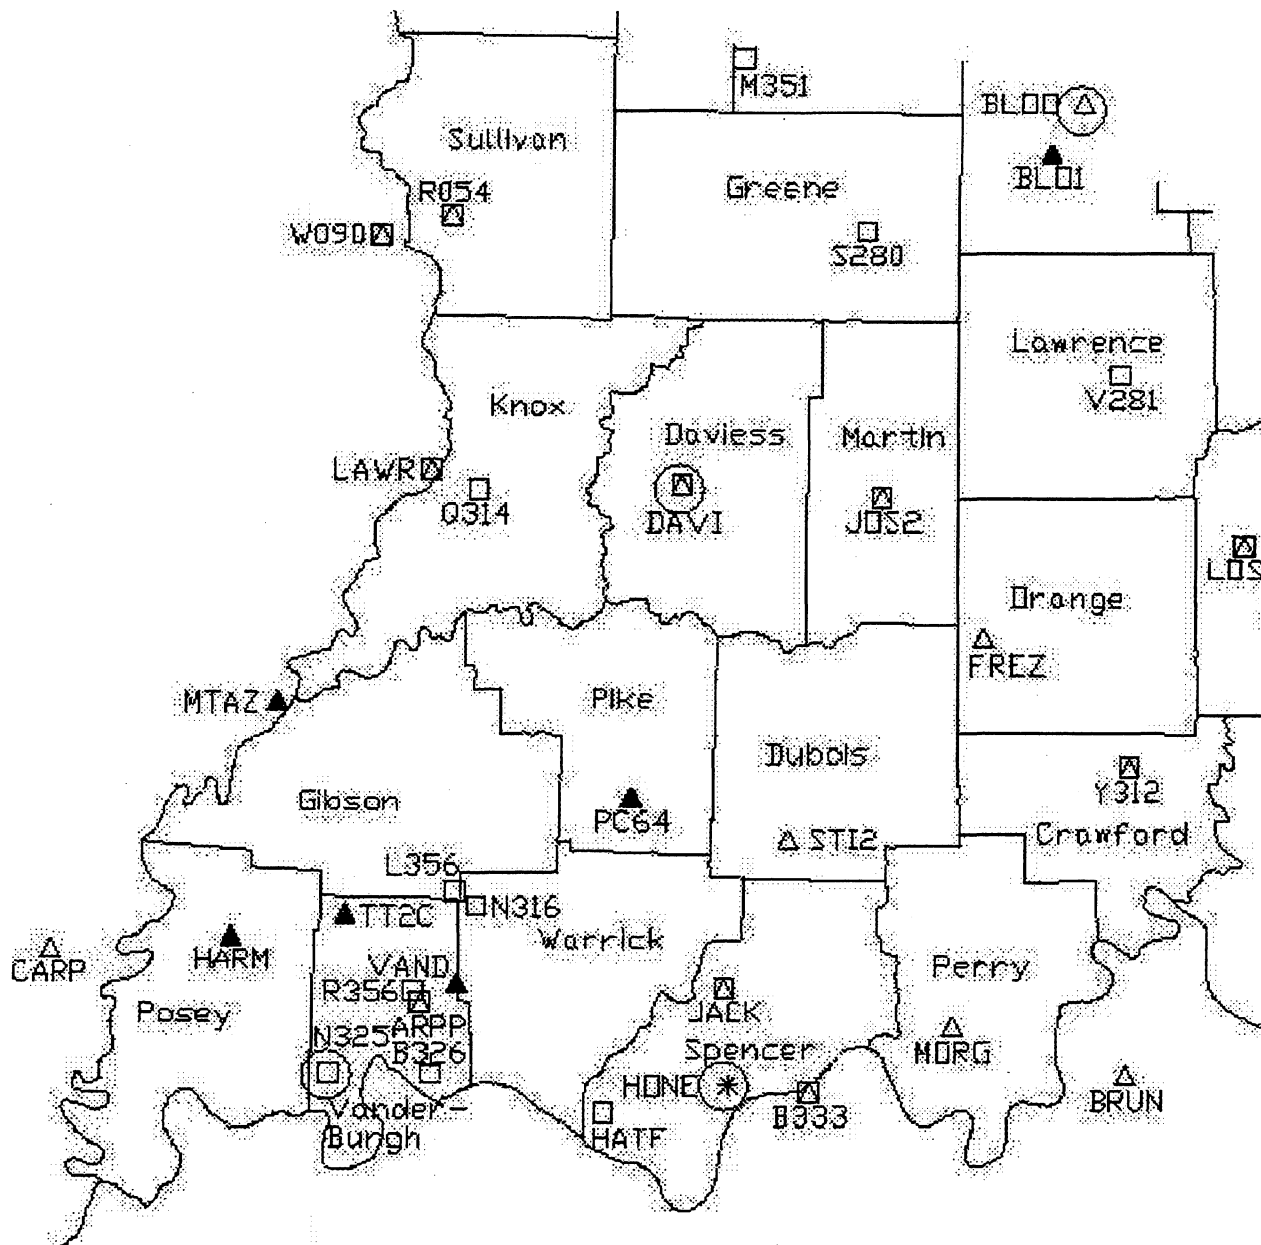 M351
BLOO
Sullivan
BLO1
R054
Greene
W090
S280
Lawrence
V281
Knox
Daviess
Martin
LAWR
Q314
DAVI
JOS2
LOS
Orange
FREZ
MTAZ
Pike
Dubois
Y312
Gibson
PC64
Crawford
STI2
L356
TT2C
N316
Warrick
HARM
CARP
VAND
Perry
R356
JACK
Posey
ARPP
N325
B326
Spencer
MORG
HONE
B333
BRUN
Vander-
Burgh
HATF